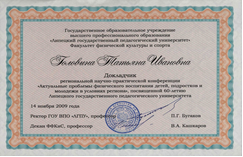 Государственное образовательное учреждение
высшего профессионального образования
«Липецкий государственный педагогический университет»
Факультет физической культуры и спорта
Головина Татьяна Ивановна
Докладчик
региональной научно-практической конференции
«Актуальные проблемы физического воспитания детей, подростков и
молодежи в условиях региона, посвященной 60-летию
Липецкого государственного педагогического университета
14 ноября 2009 года
Ректор ГОУ ВПО «ЛГПУ», профессор П.Г. Бугаков
Декан ФФКиС, профессор И.А. Кашкаров